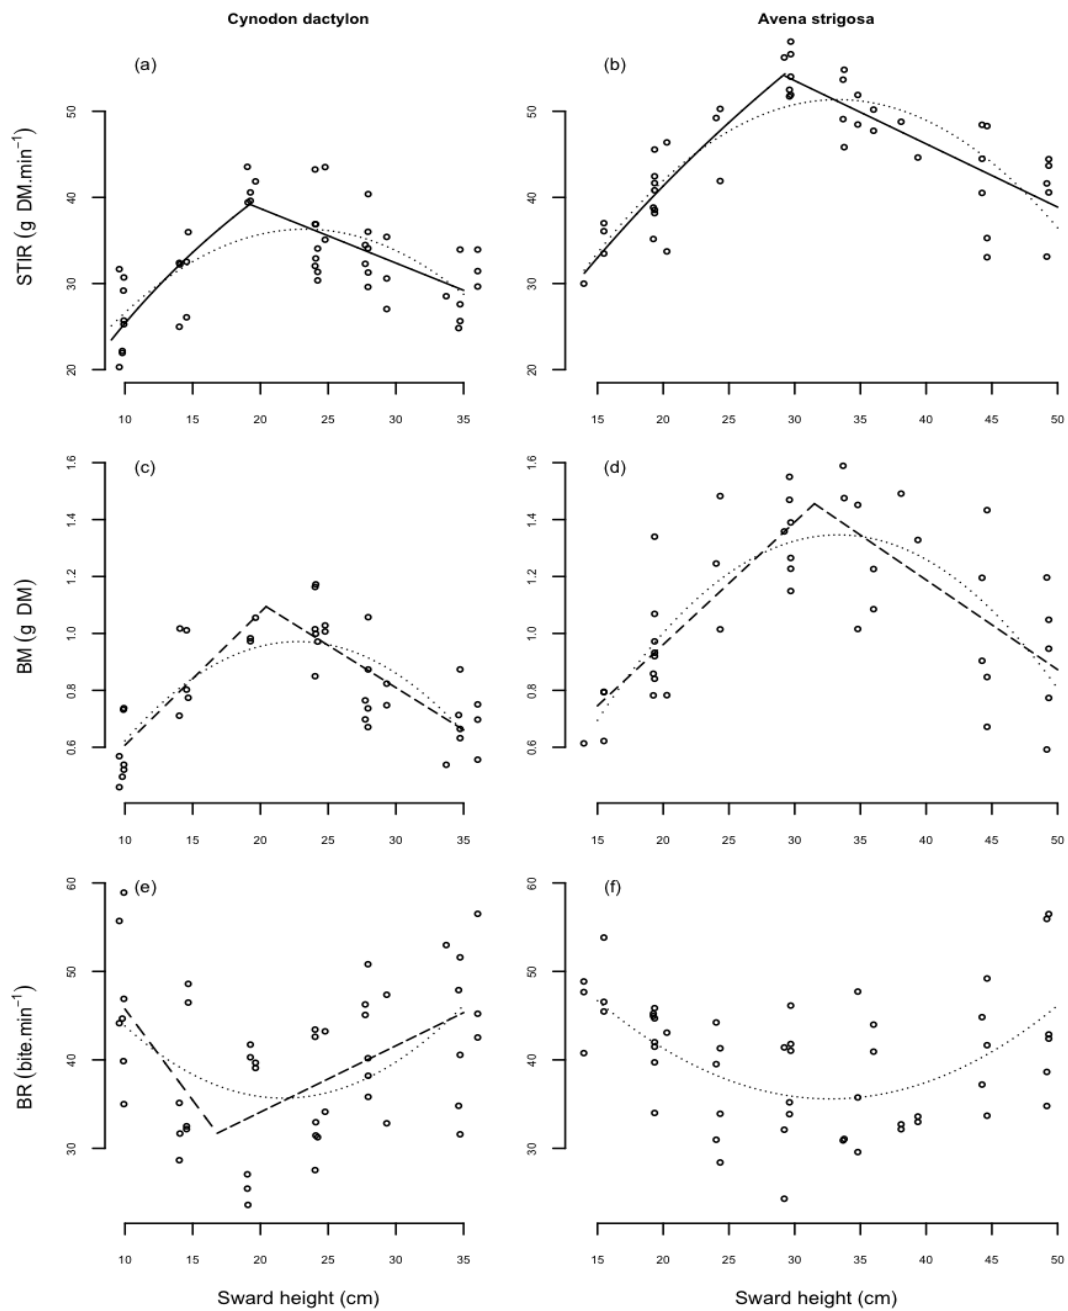 Cynodon dactylon
Avena strigosa
(a)
(b)
STIR (g DM.min⁻¹)
20 30 40 50
20 30 40 50
10 15 20 25 30 35
15 20 25 30 35 40 45 50
(c)
(d)
BM (g DM)
0.6 0.8 1.0 1.2 1.4 1.6
0.6 0.8 1.0 1.2 1.4 1.6
10 15 20 25 30 35
15 20 25 30 35 40 45 50
(e)
(f)
BR (bite.min⁻¹)
30 40 50 60
30 40 50 60
10 15 20 25 30 35
15 20 25 30 35 40 45 50
Sward height (cm)
Sward height (cm)